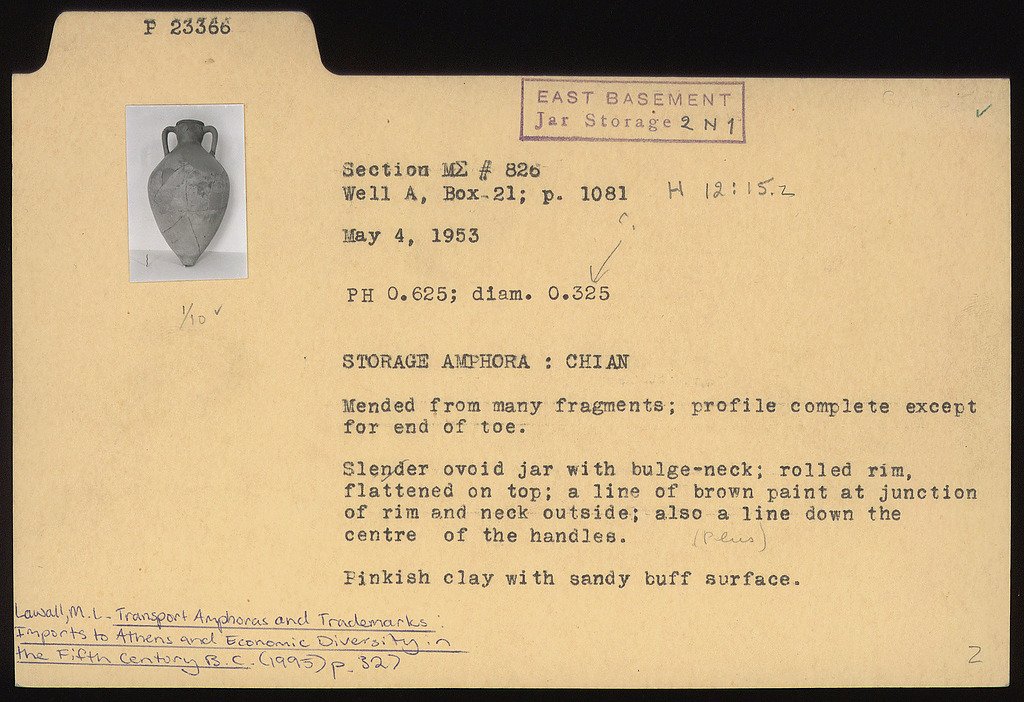 P 23366
EAST BASEMENT
Jar Storage 2 N 1
✓
Section ΜΣ # 826
Well A, Box 21; p. 1081 H 12:15.2
May 4, 1953
PH 0.625; diam. 0.325
1/10 ✓
STORAGE AMPHORA : CHIAN
Mended from many fragments; profile complete except
for end of toe.
Slender ovoid jar with bulge-neck; rolled rim,
flattened on top; a line of brown paint at junction
of rim and neck outside; also a line down the
centre of the handles.
Pinkish clay with sandy buff surface.
Lawall, M. L. Transport Amphoras and Trademarks:
Imports to Athens and Economic Diversity in
the Fifth Century B.C. (1995) p. 327
2